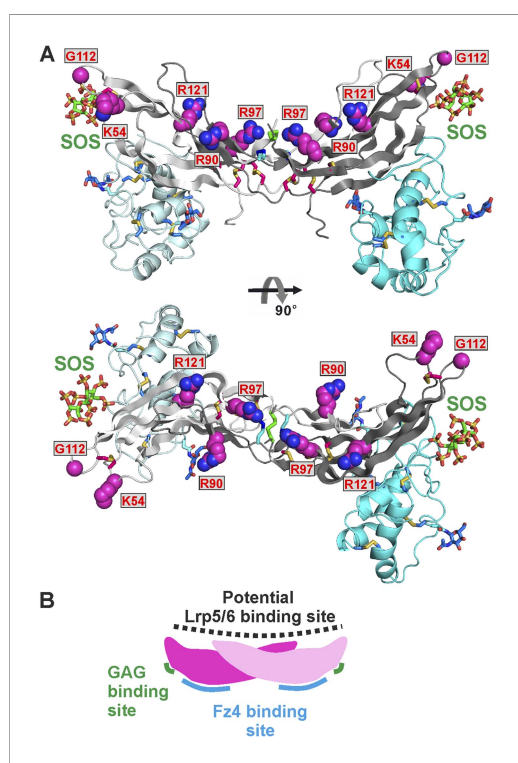 A
G112
K54
G112
R121
R121
R97
R97
SOS
K54
R90
R90
SOS
90°
K54
G112
SOS
R121
R97
R90
SOS
G112
K54
R90
R97
R121
B
Potential
Lrp5/6 binding site
GAG
binding
site
Fz4 binding
site